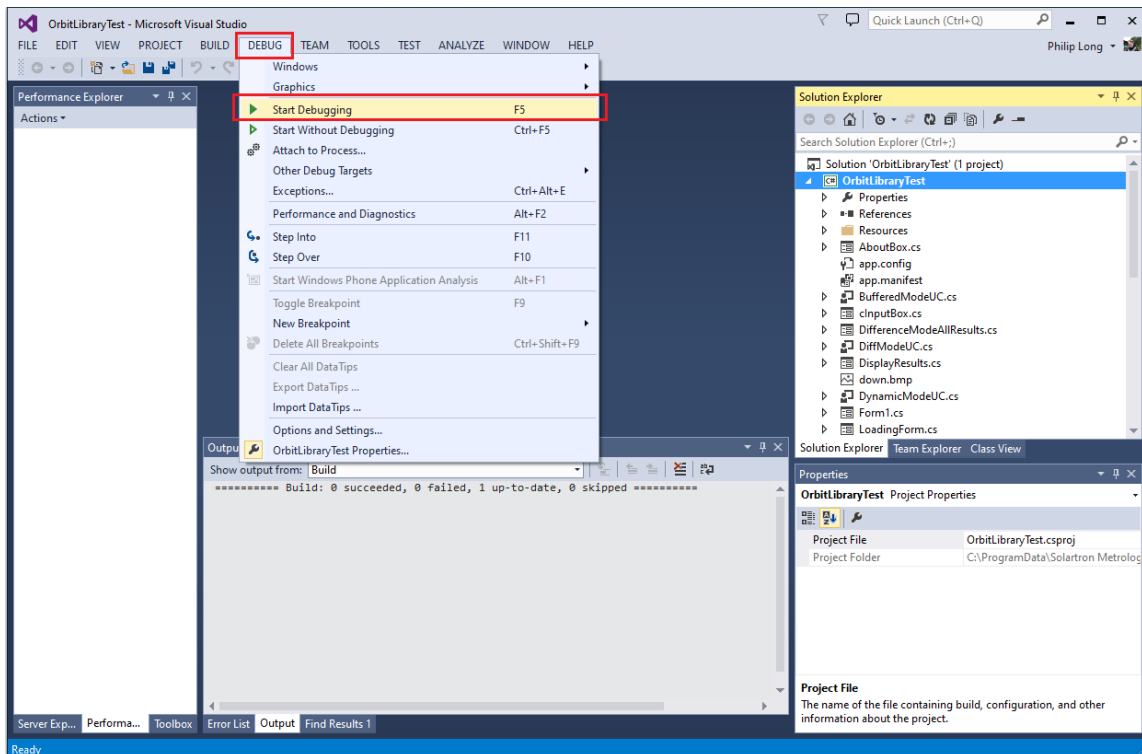 OrbitLibraryTest - Microsoft Visual Studio
Quick Launch (Ctrl+Q)
FILE EDIT VIEW PROJECT BUILD DEBUG TEAM TOOLS TEST ANALYZE WINDOW HELP
Philip Long
Performance Explorer
Actions
Windows
Graphics
Start Debugging F5
Start Without Debugging Ctrl+F5
Attach to Process...
Other Debug Targets
Exceptions... Ctrl+Alt+E
Performance and Diagnostics Alt+F2
Step Into F11
Step Over F10
Start Windows Phone Application Analysis Alt+F1
Toggle Breakpoint F9
New Breakpoint
Delete All Breakpoints Ctrl+Shift+F9
Clear All DataTips
Export DataTips ...
Import DataTips ...
Options and Settings...
OrbitLibraryTest Properties...
Outpu
Show output from: Build
========== Build: 0 succeeded, 0 failed, 1 up-to-date, 0 skipped ==========
Server Exp... Performa... Toolbox
Error List Output Find Results 1
Solution Explorer
Search Solution Explorer (Ctrl+;)
Solution 'OrbitLibraryTest' (1 project)
C# OrbitLibraryTest
Properties
References
Resources
AboutBox.cs
app.config
app.manifest
BufferedModeUC.cs
cInputBox.cs
DifferenceModeAllResults.cs
DiffModeUC.cs
DisplayResults.cs
down.bmp
DynamicModeUC.cs
Form1.cs
LoadingForm.cs
Solution Explorer Team Explorer Class View
Properties
OrbitLibraryTest Project Properties
Project File OrbitLibraryTest.csproj
Project Folder C:\ProgramData\Solartron Metrolog
Project File
The name of the file containing build, configuration, and other
information about the project.
Ready